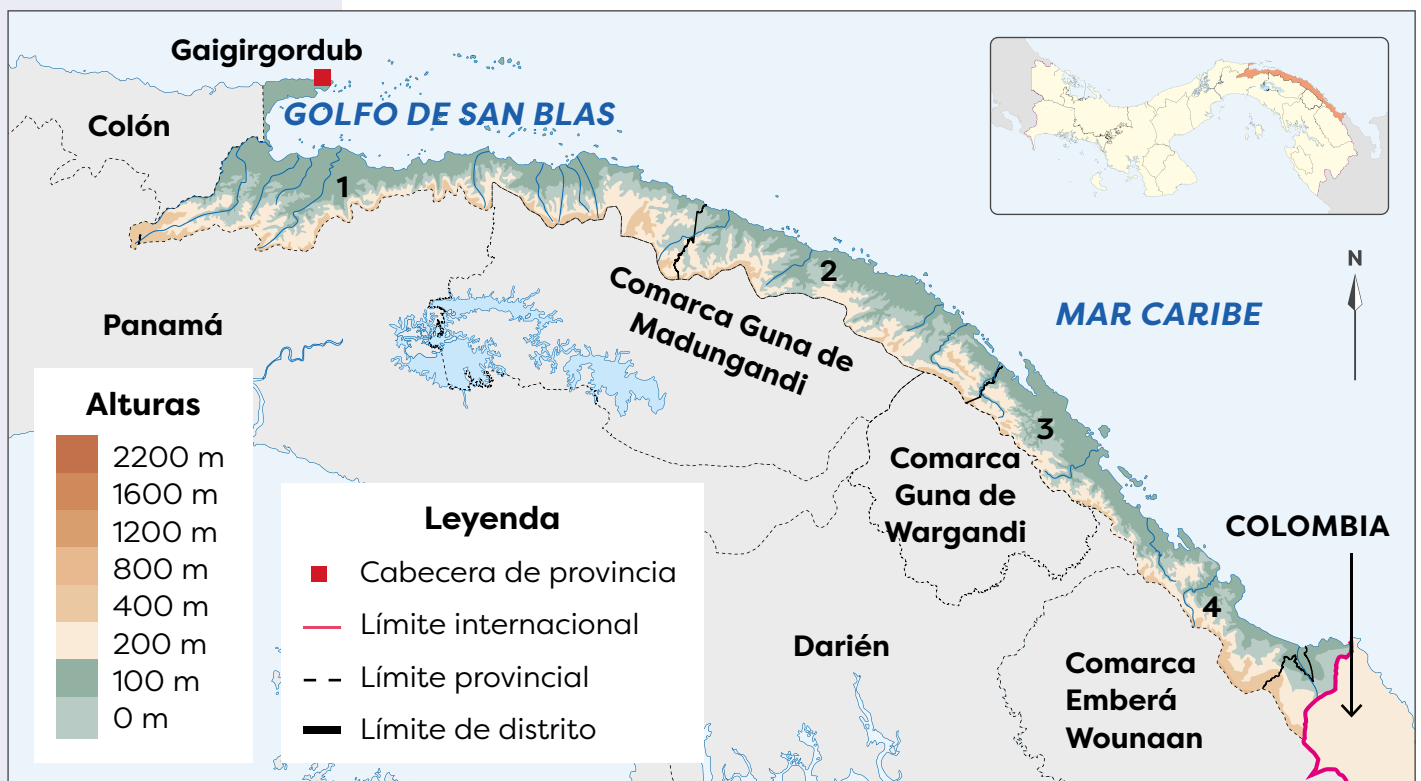 Gaigirgordub
GOLFO DE SAN BLAS
Colón
1
2
Comarca Guna de
Madungandi
MAR CARIBE
N
Panamá
3
Comarca
Guna de
Wargandi
COLOMBIA
4
Darién
Comarca
Emberá
Wounaan
Alturas
2200 m
1600 m
1200 m
800 m
400 m
200 m
100 m
0 m
Leyenda
Cabecera de provincia
Límite internacional
Límite provincial
Límite de distrito